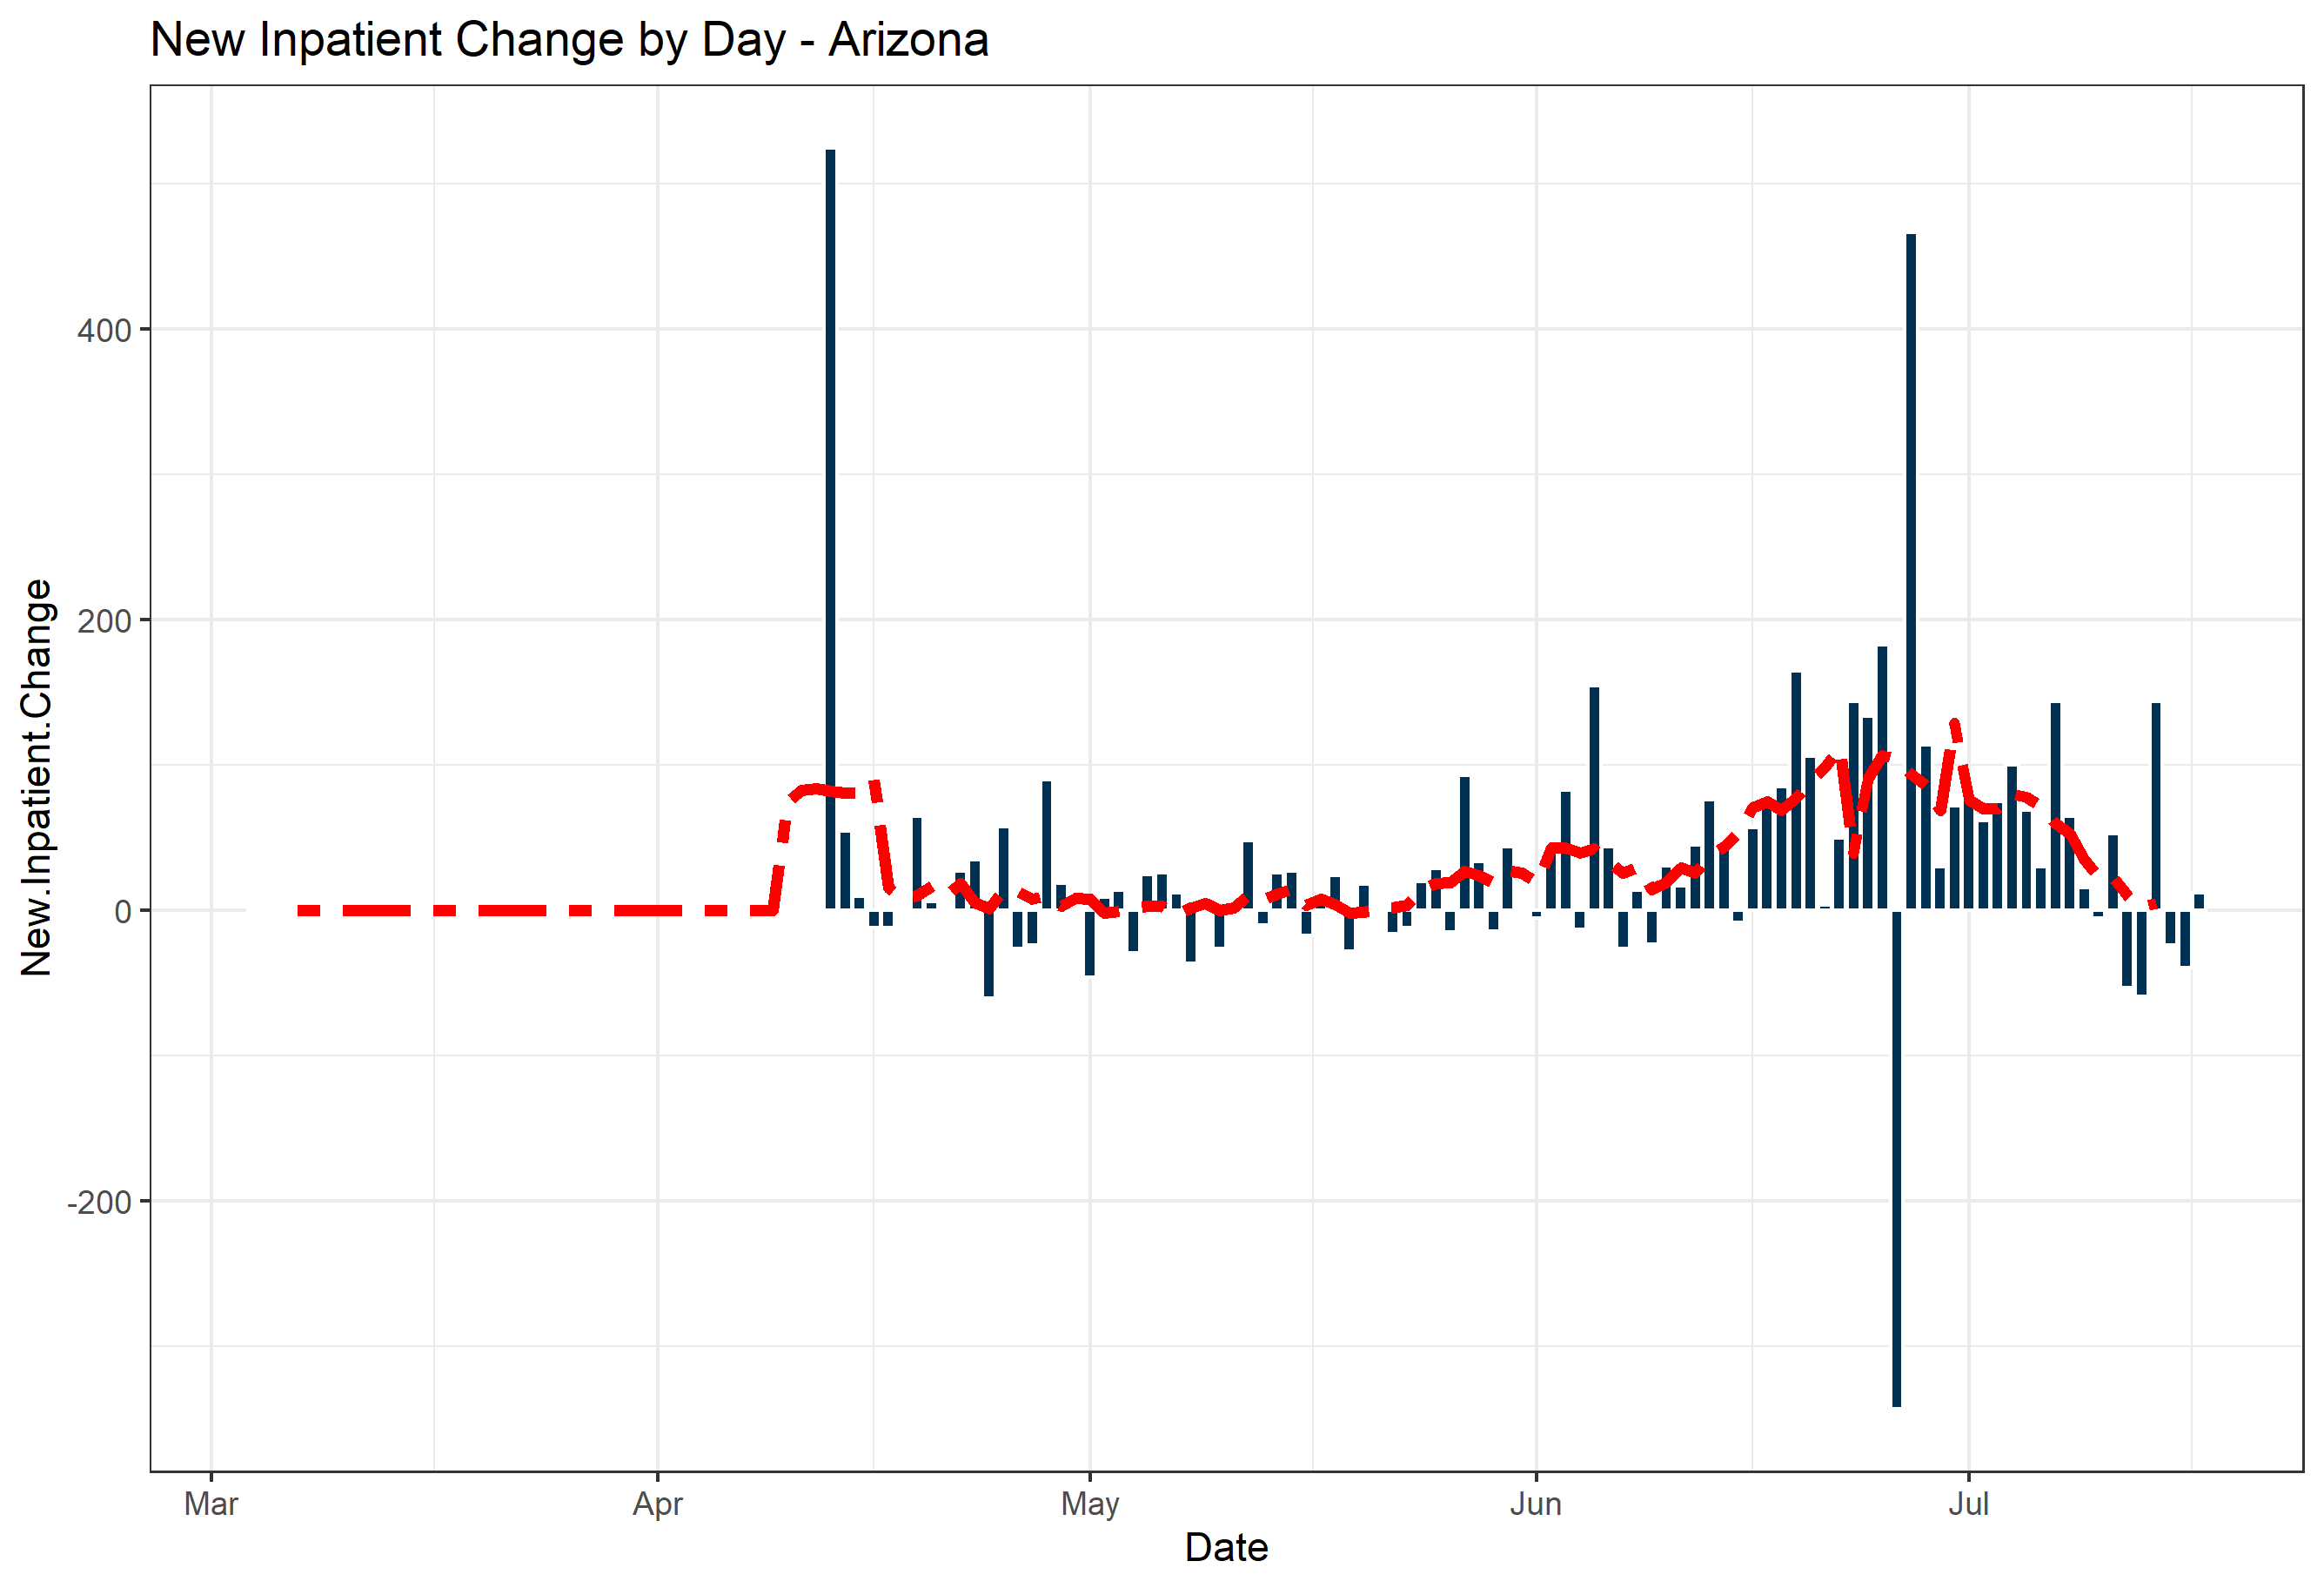 New Inpatient Change by Day - Arizona
New.Inpatient.Change
400
200
0
-200
Mar
Apr
May
Jun
Jul
Date